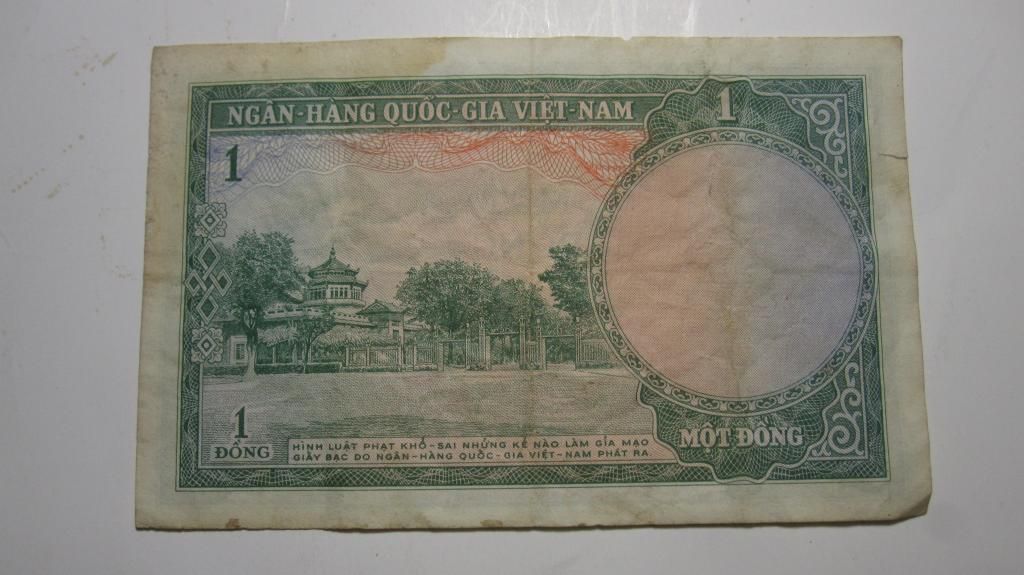 NGÂN-HÀNG QUỐC-GIA VIỆT-NAM
1
1
1
ĐỒNG
HÌNH LUẬT PHẠT KHỔ-SAI NHỮNG KẺ NÀO LÀM GỈA MẠO
GIẤY BẠC DO NGÂN-HÀNG QUỐC-GIA VIỆT-NAM PHÁT RA
MỘT ĐỒNG